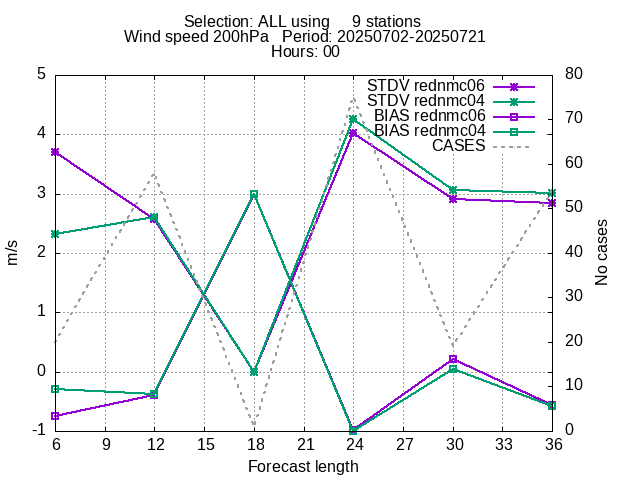 Selection: ALL using     9 stations
Wind speed 200hPa   Period: 20250702-20250721
Hours: 00
STDV rednmc06
STDV rednmc04
BIAS rednmc06
BIAS rednmc04
CASES
5
4
3
2
1
0
-1
m/s
80
70
60
50
40
30
20
10
0
No cases
6 9 12 15 18 21 24 27 30 33 36
Forecast length